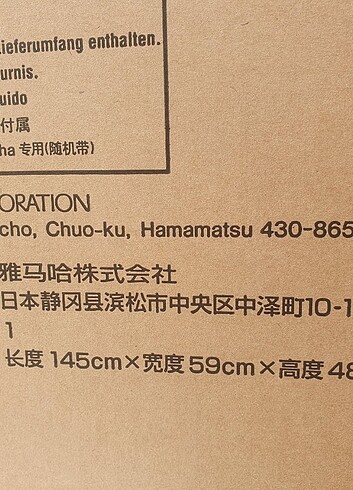 ieferumfang enthalten.
urnis.
uido
付属
ha 专用(随机带)
ORATION
cho, Chuo-ku, Hamamatsu 430-865
雅马哈株式会社
日本静冈县滨松市中央区中泽町10-1
1
长度 145cm×宽度 59cm×高度 48